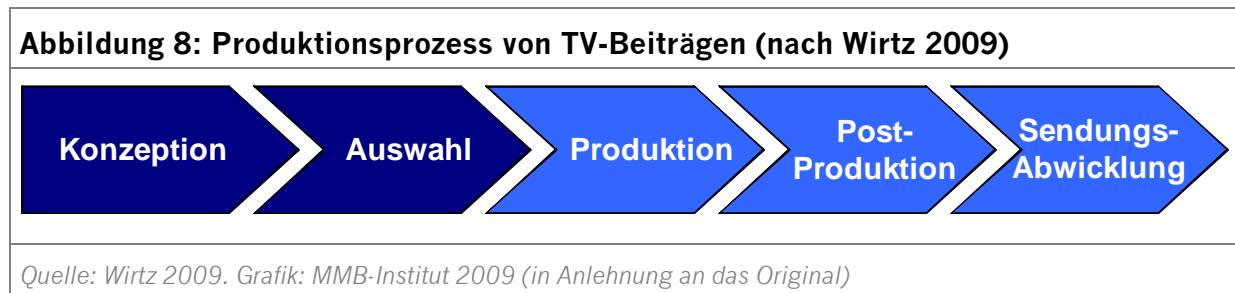 Abbildung 8: Produktionsprozess von TV-Beiträgen (nach Wirtz 2009)
Konzeption
Auswahl
Produktion
Post-
Produktion
Sendungs-
Abwicklung
Quelle: Wirtz 2009. Grafik: MMB-Institut 2009 (in Anlehnung an das Original)